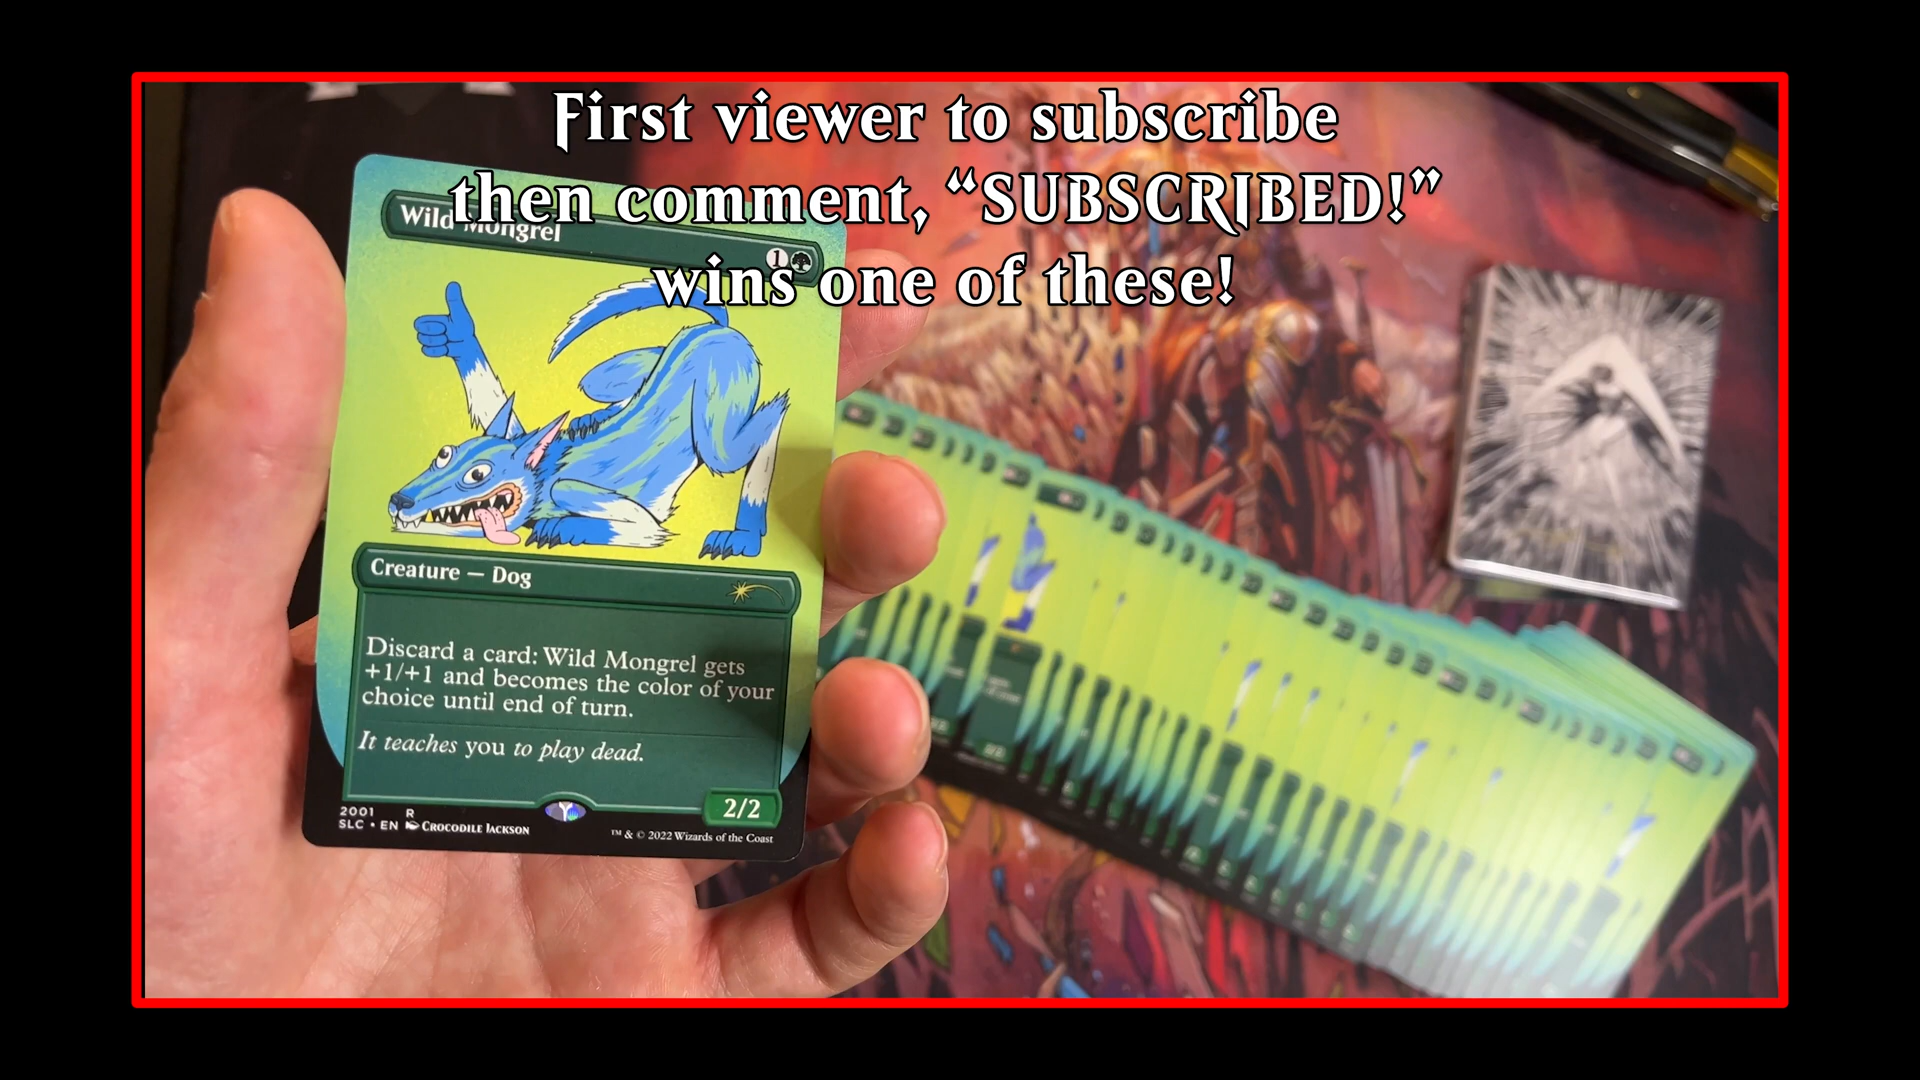 First viewer to subscribe
then comment, “SUBSCRIBED!”
wins one of these!
Wild Mongrel
1
Creature — Dog
Discard a card: Wild Mongrel gets
+1/+1 and becomes the color of your
choice until end of turn.
It teaches you to play dead.
2/2
2001 R
SLC • EN CROCODILE JACKSON
™ & © 2022 Wizards of the Coast